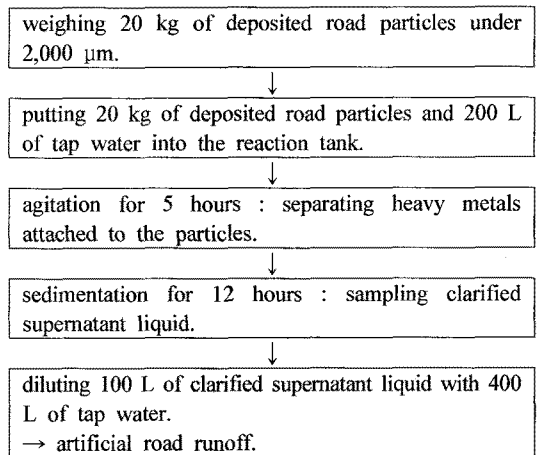 weighing 20 kg of deposited road particles under
2,000 μm.
↓
putting 20 kg of deposited road particles and 200 L
of tap water into the reaction tank.
↓
agitation for 5 hours : separating heavy metals
attached to the particles.
↓
sedimentation for 12 hours : sampling clarified
supernatant liquid.
↓
diluting 100 L of clarified supernatant liquid with 400
L of tap water.
→ artificial road runoff.